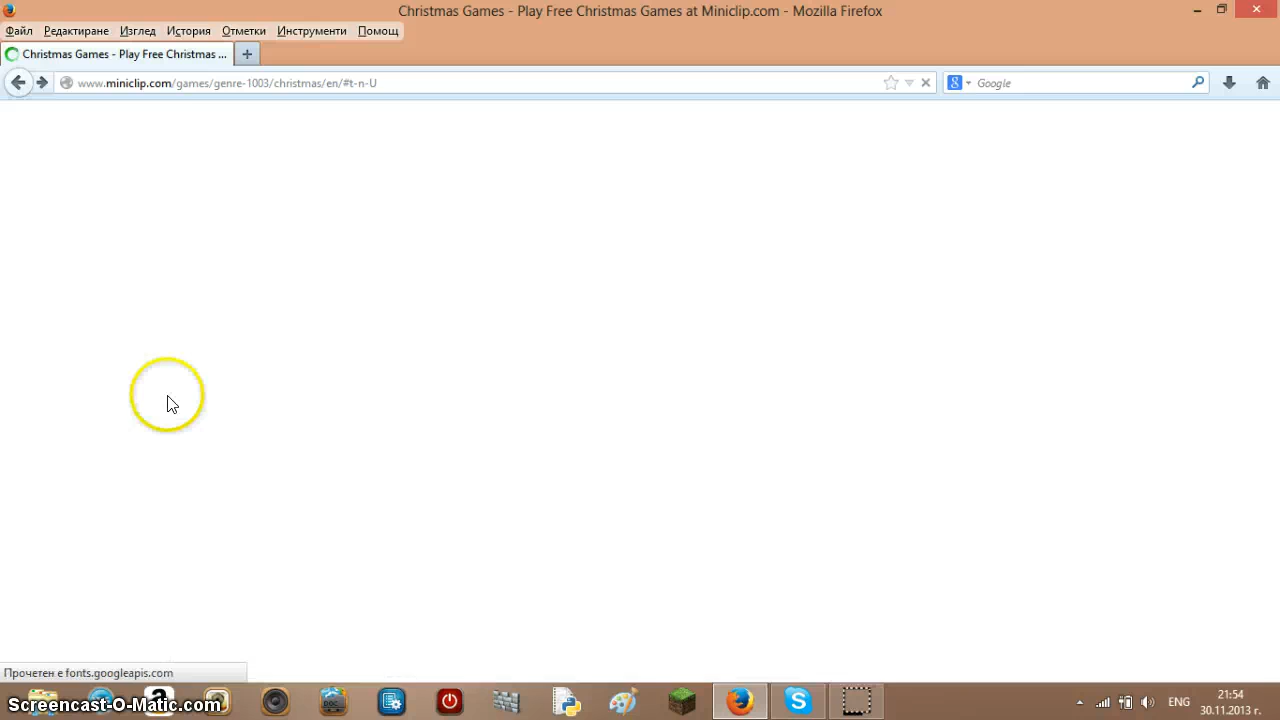 Christmas Games - Play Free Christmas Games at Miniclip.com - Mozilla Firefox
Файл Редактиране Изглед История Отметки Инструменти Помощ
Christmas Games - Play Free Christmas ...
www.miniclip.com/games/genre-1003/christmas/en/#t-n-U
Google
Прочетен е fonts.googleapis.com
DOC
ENG
21:54
30.11.2013 г.
Screencast-O-Matic.com